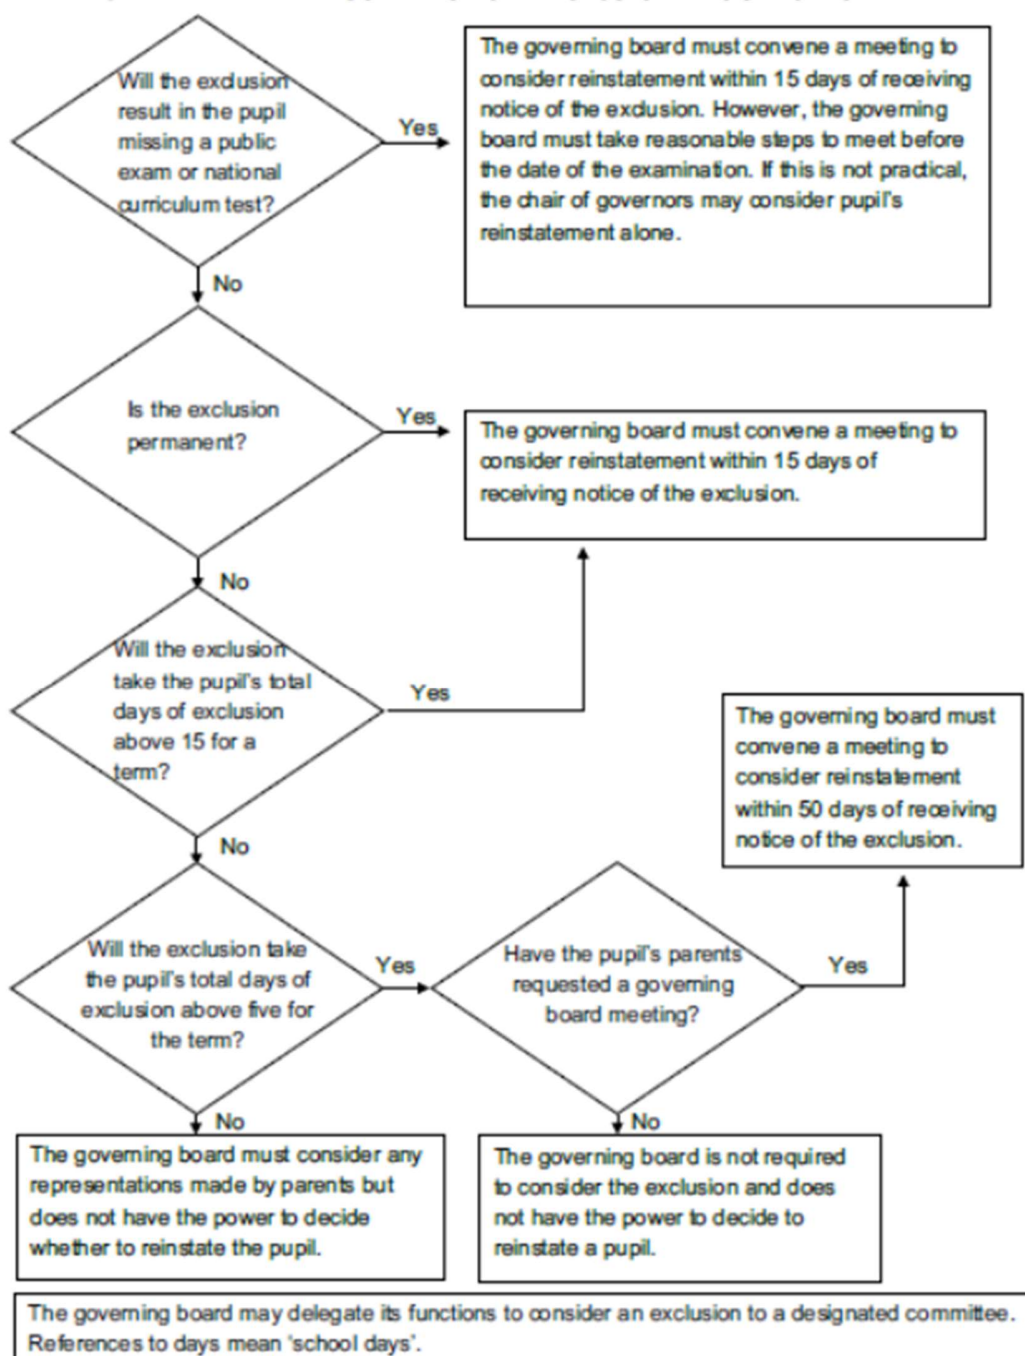 Will the exclusion
result in the pupil
missing a public
exam or national
curriculum test?
Yes
The governing board must convene a meeting to
consider reinstatement within 15 days of receiving
notice of the exclusion. However, the governing
board must take reasonable steps to meet before
the date of the examination. If this is not practical,
the chair of governors may consider pupil's
reinstatement alone.
No
Is the exclusion
permanent?
Yes
The governing board must convene a meeting to
consider reinstatement within 15 days of
receiving notice of the exclusion.
No
Will the exclusion
take the pupil's total
days of exclusion
above 15 for a
term?
Yes
The governing board must
convene a meeting to
consider reinstatement
within 50 days of receiving
notice of the exclusion.
No
Will the exclusion take
the pupil's total days of
exclusion above five for
the term?
Yes
Have the pupil's parents
requested a governing
board meeting?
Yes
No
The governing board must consider any
representations made by parents but
does not have the power to decide
whether to reinstate the pupil.
No
The governing board is not required
to consider the exclusion and does
not have the power to decide to
reinstate a pupil.
The governing board may delegate its functions to consider an exclusion to a designated committee.
References to days mean 'school days'.